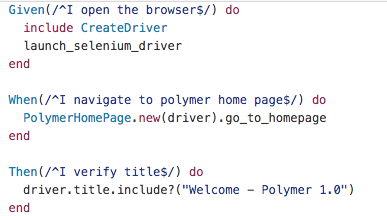 Given(/^I open the browser$/) do
  include CreateDriver
  launch_selenium_driver
end

When(/^I navigate to polymer home page$/) do
  PolymerHomePage.new(driver).go_to_homepage
end

Then(/^I verify title$/) do
  driver.title.include?("Welcome – Polymer 1.0")
end